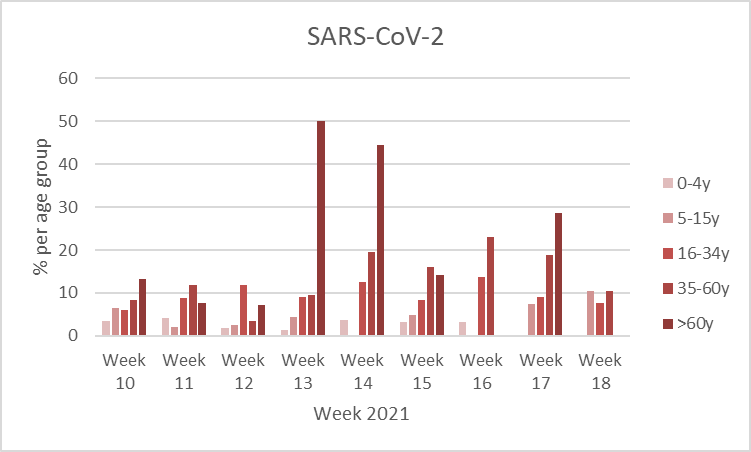 SARS-CoV-2
60
50
40
30
20
10
0
% per age group
Week 10
Week 11
Week 12
Week 13
Week 14
Week 15
Week 16
Week 17
Week 18
Week 2021
0-4y
5-15y
16-34y
35-60y
>60y